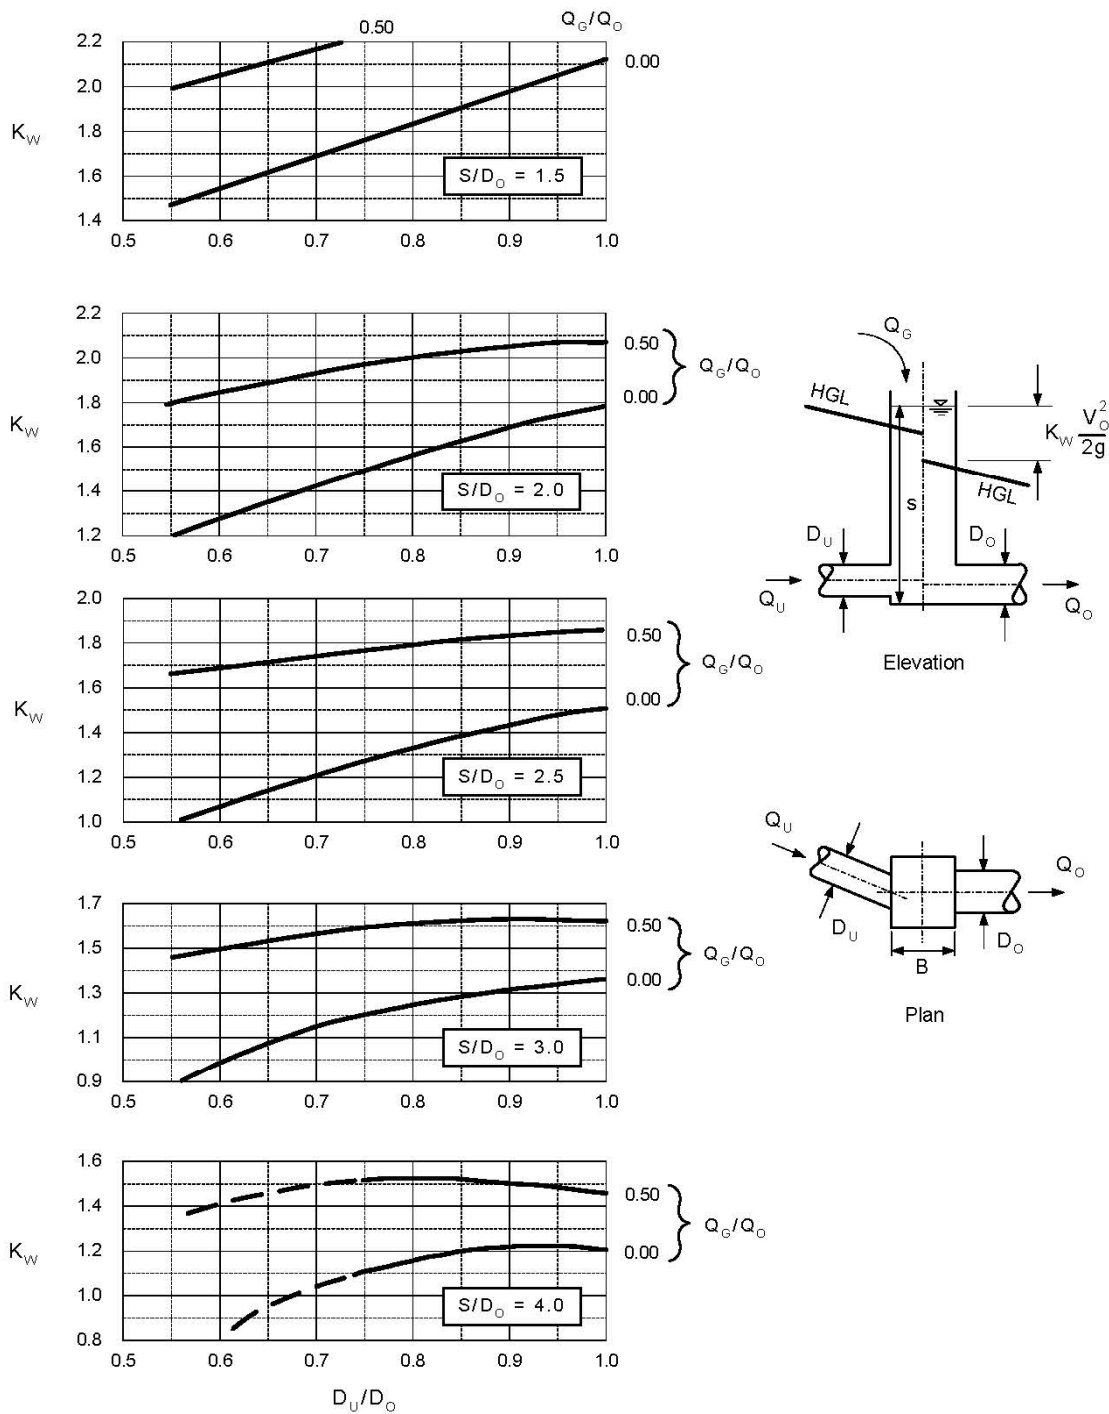 0.50
Q_G/Q_O
2.2
2.0
1.8
1.6
1.4
K_W
0.00
S/D_O = 1.5
0.5 0.6 0.7 0.8 0.9 1.0
2.2
2.0
1.8
1.6
1.4
1.2
K_W
0.50
0.00
Q_G/Q_O
S/D_O = 2.0
0.5 0.6 0.7 0.8 0.9 1.0
2.0
1.8
1.6
1.4
1.2
1.0
K_W
0.50
0.00
Q_G/Q_O
S/D_O = 2.5
0.5 0.6 0.7 0.8 0.9 1.0
1.7
1.5
1.3
1.1
0.9
K_W
0.50
0.00
Q_G/Q_O
S/D_O = 3.0
0.5 0.6 0.7 0.8 0.9 1.0
1.6
1.4
1.2
1.0
0.8
K_W
0.50
0.00
Q_G/Q_O
S/D_O = 4.0
0.5 0.6 0.7 0.8 0.9 1.0
D_U/D_O
Q_G
HGL
K_W V_O^2/2g
HGL
S
D_U
D_O
Q_U
Q_O
Elevation
Q_U
Q_O
D_U
B
D_O
Plan